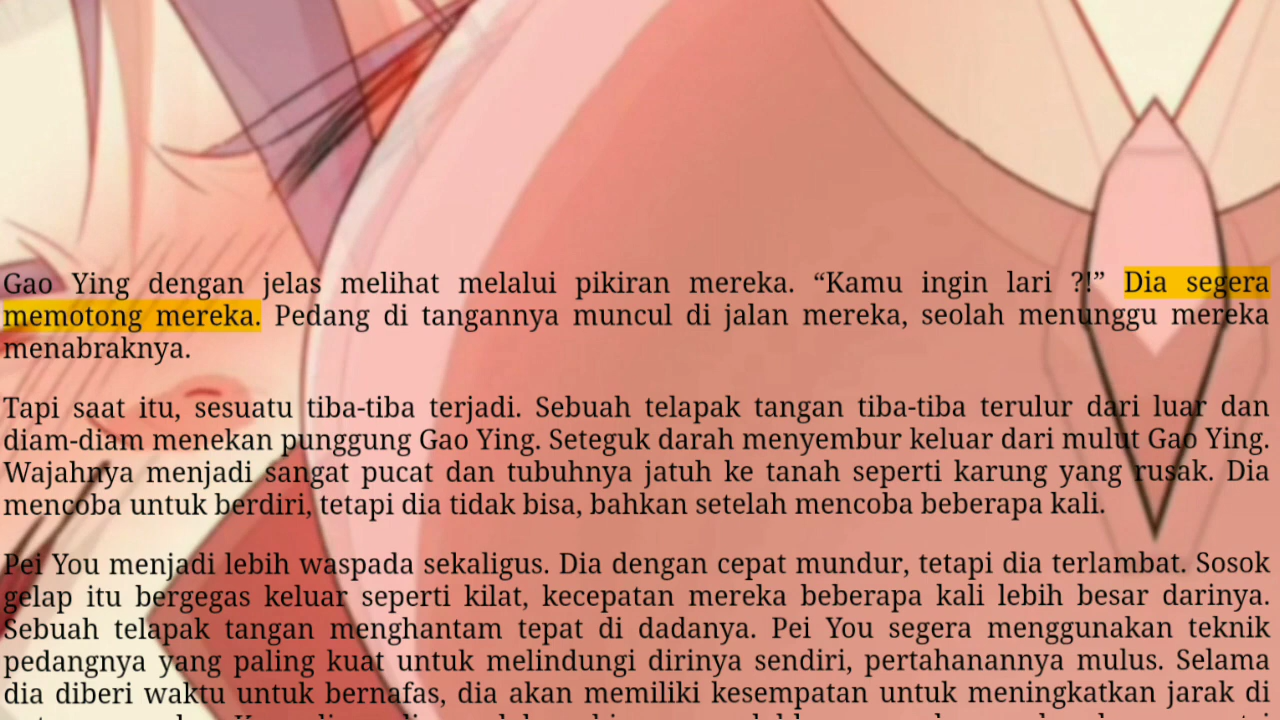 Gao Ying dengan jelas melihat melalui pikiran mereka. “Kamu ingin lari ?!” Dia segera
memotong mereka. Pedang di tangannya muncul di jalan mereka, seolah menunggu mereka
menabraknya.
Tapi saat itu, sesuatu tiba-tiba terjadi. Sebuah telapak tangan tiba-tiba terulur dari luar dan
diam-diam menekan punggung Gao Ying. Seteguk darah menyembur keluar dari mulut Gao Ying.
Wajahnya menjadi sangat pucat dan tubuhnya jatuh ke tanah seperti karung yang rusak. Dia
mencoba untuk berdiri, tetapi dia tidak bisa, bahkan setelah mencoba beberapa kali.
Pei You menjadi lebih waspada sekaligus. Dia dengan cepat mundur, tetapi dia terlambat. Sosok
gelap itu bergegas keluar seperti kilat, kecepatan mereka beberapa kali lebih besar darinya.
Sebuah telapak tangan menghantam tepat di dadanya. Pei You segera menggunakan teknik
pedangnya yang paling kuat untuk melindungi dirinya sendiri, pertahanannya mulus. Selama
dia diberi waktu untuk bernafas, dia akan memiliki kesempatan untuk meningkatkan jarak di